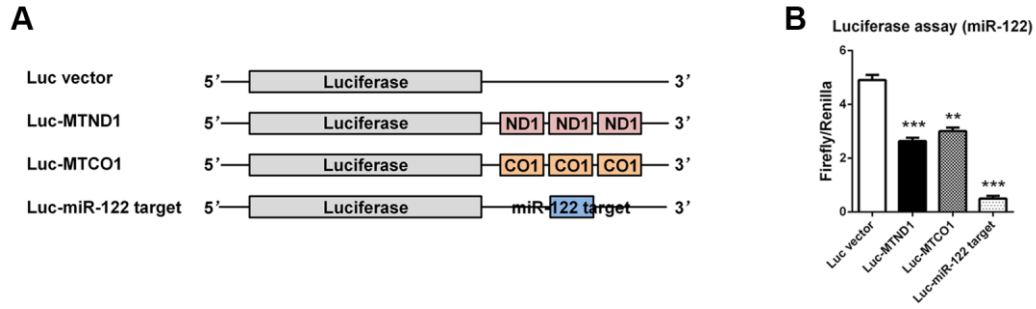 A
Luc vector 5’ Luciferase 3’
Luc-MTND1 5’ Luciferase ND1 ND1 ND1 3’
Luc-MTCO1 5’ Luciferase CO1 CO1 CO1 3’
Luc-miR-122 target 5’ Luciferase miR-122 target 3’
B
Luciferase assay (miR-122)
Firefly/Renilla
6
4
2
0
***
**
***
Luc vector
Luc-MTND1
Luc-MTCO1
Luc-miR-122 target